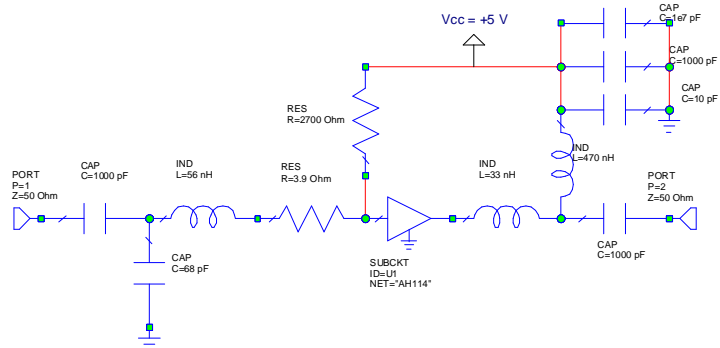 CAP
C=1e7 pF
Vcc = +5 V
CAP
C=1000 pF
CAP
C=10 pF
RES
R=2700 Ohm
IND
L=470 nH
PORT
P=1
Z=50 Ohm
CAP
C=1000 pF
IND
L=56 nH
RES
R=3.9 Ohm
IND
L=33 nH
PORT
P=2
Z=50 Ohm
CAP
C=68 pF
SUBCKT
ID=U1
NET="AH114"
CAP
C=1000 pF